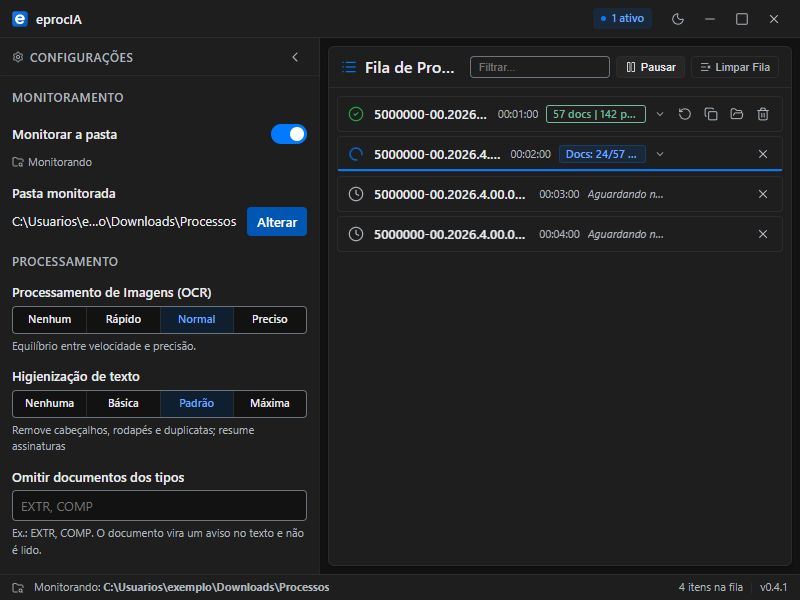 eprocIA
1 ativo
CONFIGURAÇÕES
MONITORAMENTO
Monitorar a pasta
Monitorando
Pasta monitorada
C:\Usuarios\e...o\Downloads\Processos
Alterar
PROCESSAMENTO
Processamento de Imagens (OCR)
Nenhum Rápido Normal Preciso
Equilíbrio entre velocidade e precisão.
Higienização de texto
Nenhuma Básica Padrão Máxima
Remove cabeçalhos, rodapés e duplicatas; resume
assinaturas
Omitir documentos dos tipos
EXTR, COMP
Ex.: EXTR, COMP. O documento vira um aviso no texto e não
é lido.
Fila de Pro...
Filtrar...
Pausar
Limpar Fila
5000000-00.2026... 00:01:00 57 docs | 142 p...
5000000-00.2026.4.... 00:02:00 Docs: 24/57 ...
5000000-00.2026.4.00.0... 00:03:00 Aguardando n...
5000000-00.2026.4.00.0... 00:04:00 Aguardando n...
Monitorando: C:\Usuarios\exemplo\Downloads\Processos
4 itens na fila
v0.4.1